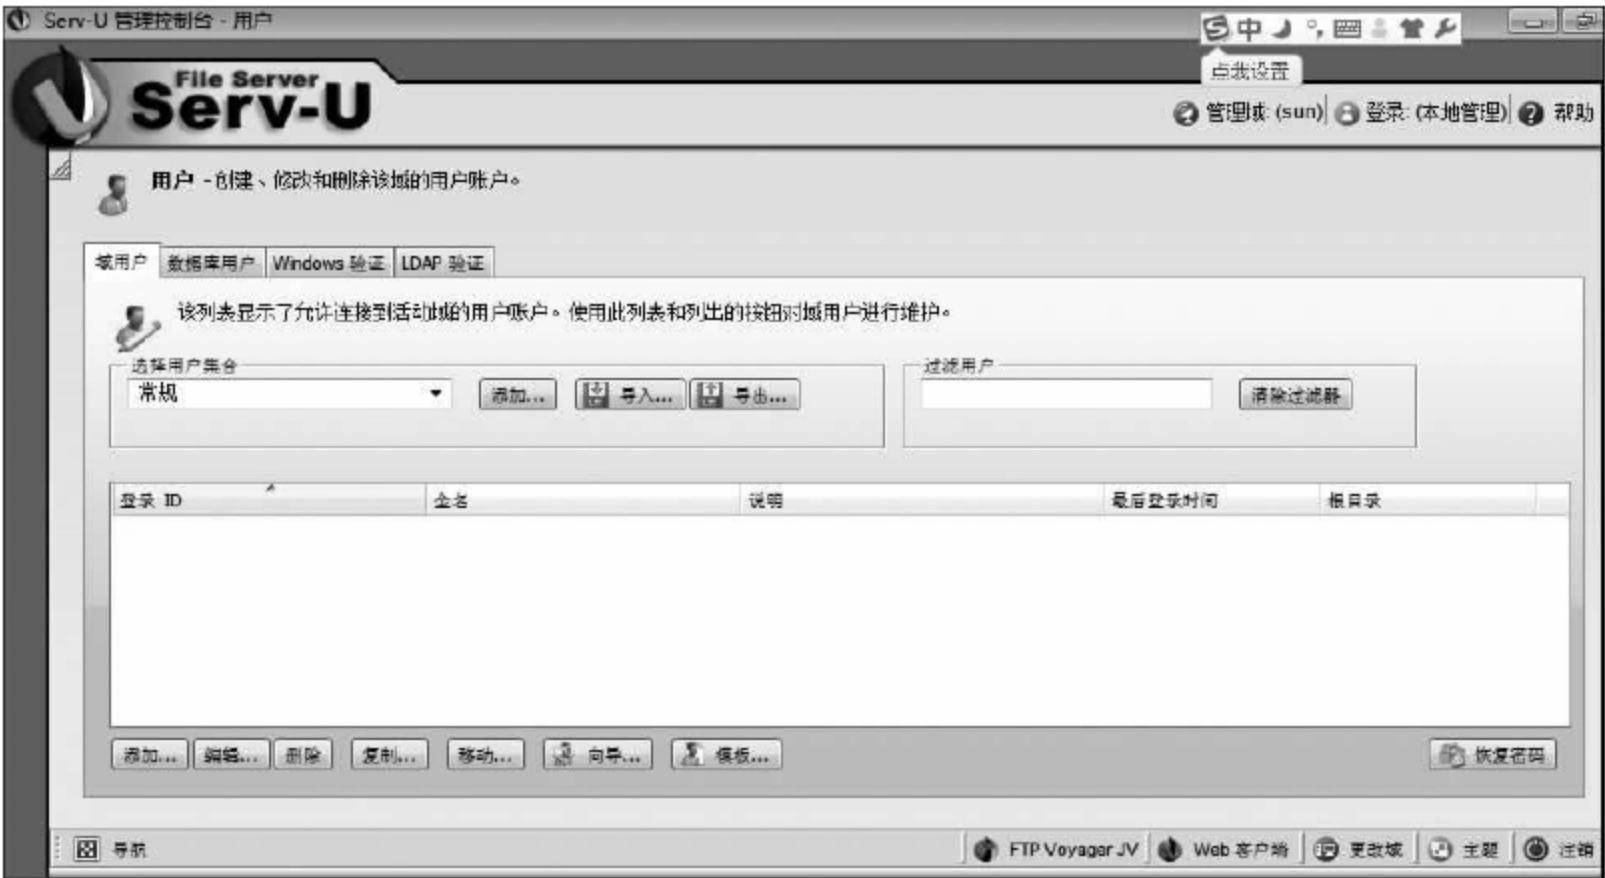 Serv-U 管理控制台 - 用户
中
点我设置
File Server
Serv-U
管理域: (sun) 登录: (本地管理) 帮助
用户 - 创建、修改和删除该域的用户账户。
域用户 数据库用户 Windows 验证 LDAP 验证
该列表显示了允许连接到活动域的用户账户。使用此列表和列出的按钮对域用户进行维护。
选择用户集合 过滤用户
常规 添加... 导入... 导出... 清除过滤器
登录 ID 全名 说明 最后登录时间 根目录
添加... 编辑... 删除 复制... 移动... 向导... 模板... 恢复密码
导航 FTP Voyager JV Web 客户端 更改域 主题 注销